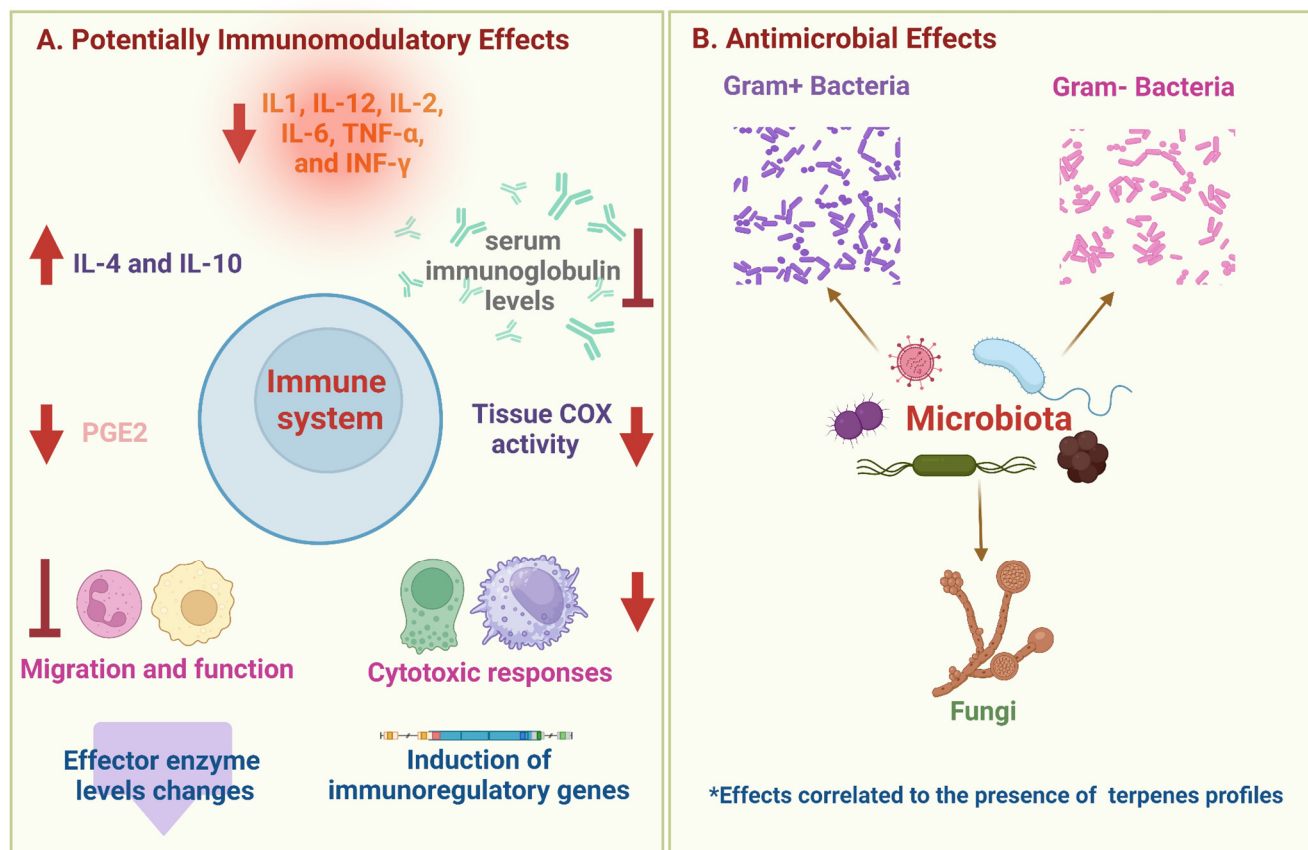 A. Potentially Immunomodulatory Effects
IL1, IL-12, IL-2,
IL-6, TNF-α,
and INF-γ
serum
immunoglobulin
levels
IL-4 and IL-10
Immune
system
PGE2
Tissue COX
activity
Migration and function
Cytotoxic responses
Effector enzyme
levels changes
Induction of
immunoregulatory genes
B. Antimicrobial Effects
Gram+ Bacteria
Gram- Bacteria
Microbiota
Fungi
*Effects correlated to the presence of terpenes profiles